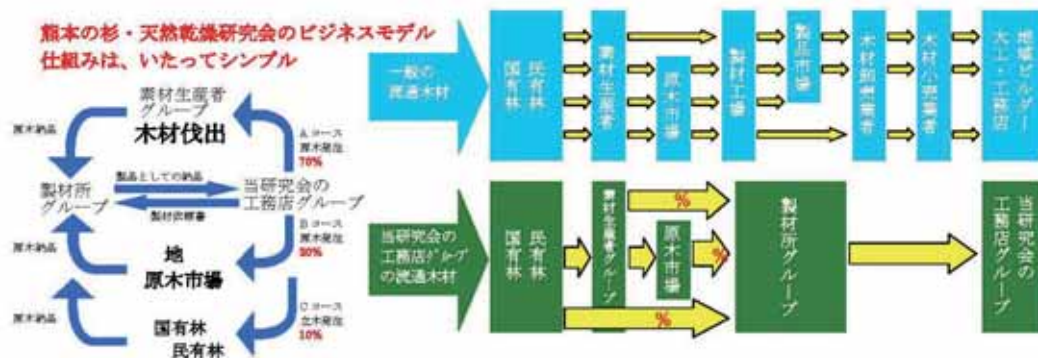 熊本の杉・天然乾燥研究会のビジネスモデル
仕組みは、いたってシンプル
素材生産者
グループ
木材伐出
原木納品
Aコース
原木発注
70%
製材所
グループ
製品としての納品
製材依頼書
当研究会の
工務店グループ
Bコース
原木発注
原木納品
地
原木市場
Cコース
立木発注
10%
原木納品
国有林
民有林
一般の
流通木材
民有林
国有林
素材生産者
原木市場
製材工場
製品市場
木材卸売業者
木材小売業者
地域ビルダー
大工・工務店
当研究会の
工務店グループ
の流通木材
民有林
国有林
素材生産者グループ
原木市場
%
%
%
製材所グループ
当研究会の
工務店グループ